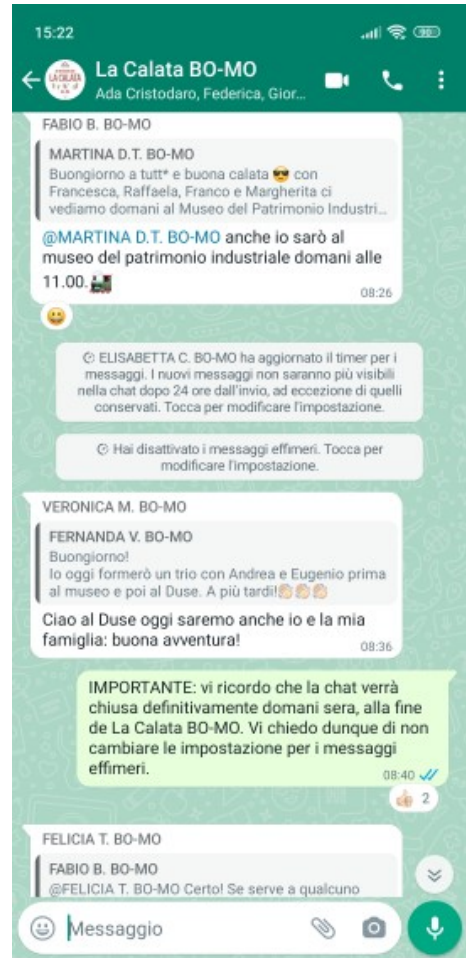 15:22
La Calata BO-MO
Ada Cristodaro, Federica, Gior...
FABIO B. BO-MO
MARTINA D.T. BO-MO
Buongiorno a tutt* e buona calata 😎 con
Francesca, Raffaela, Franco e Margherita ci
vediamo domani al Museo del Patrimonio Industri...
@MARTINA D.T. BO-MO anche io sarò al
museo del patrimonio industriale domani alle
11.00.🚂
08:26
ELISABETTA C. BO-MO ha aggiornato il timer per i
messaggi. I nuovi messaggi non saranno più visibili
nella chat dopo 24 ore dall'invio, ad eccezione di quelli
conservati. Tocca per modificare l'impostazione.
Hai disattivato i messaggi effimeri. Tocca per
modificare l'impostazione.
VERONICA M. BO-MO
FERNANDA V. BO-MO
Buongiorno!
Io oggi formerò un trio con Andrea e Eugenio prima
al museo e poi al Duse. A più tardi!👏🏻👏🏻👏🏻
Ciao al Duse oggi saremo anche io e la mia
famiglia: buona avventura!
08:36
IMPORTANTE: vi ricordo che la chat verrà
chiusa definitivamente domani sera, alla fine
de La Calata BO-MO. Vi chiedo dunque di non
cambiare le impostazione per i messaggi
effimeri.
08:40
👍🏻 2
FELICIA T. BO-MO
FABIO B. BO-MO
@FELICIA T. BO-MO Certo! Se serve a qualcuno
Messaggio